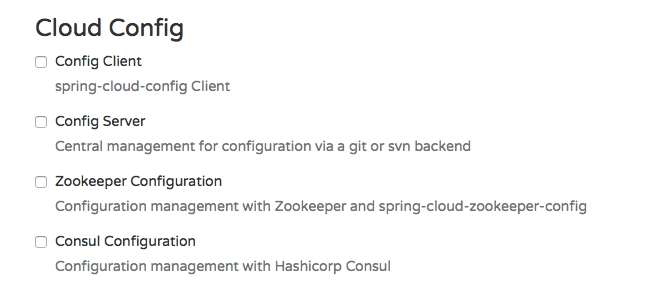 Cloud Config
Config Client
spring-cloud-config Client
Config Server
Central management for configuration via a git or svn backend
Zookeeper Configuration
Configuration management with Zookeeper and spring-cloud-zookeeper-config
Consul Configuration
Configuration management with Hashicorp Consul